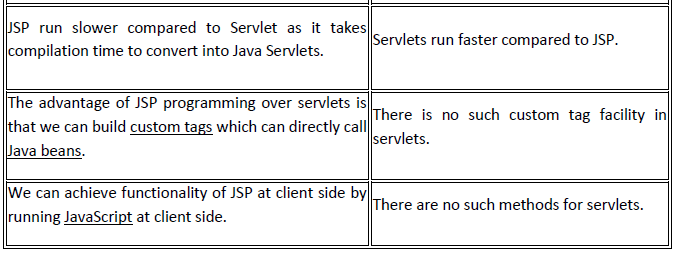 JSP run slower compared to Servlet as it takes
compilation time to convert into Java Servlets.
Servlets run faster compared to JSP.
The advantage of JSP programming over servlets is
that we can build custom tags which can directly call
Java beans.
There is no such custom tag facility in
servlets.
We can achieve functionality of JSP at client side by
running JavaScript at client side.
There are no such methods for servlets.